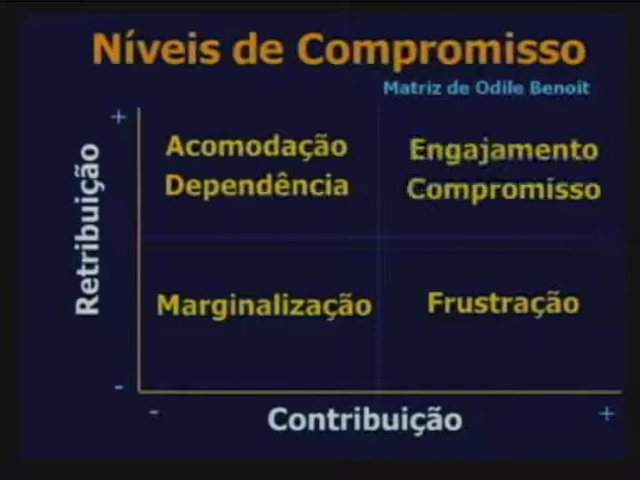 Níveis de Compromisso
Matriz de Odile Benoit
+
Acomodação
Dependência
Engajamento
Compromisso
Retribuição
Marginalização
Frustração
-
-
Contribuição
+